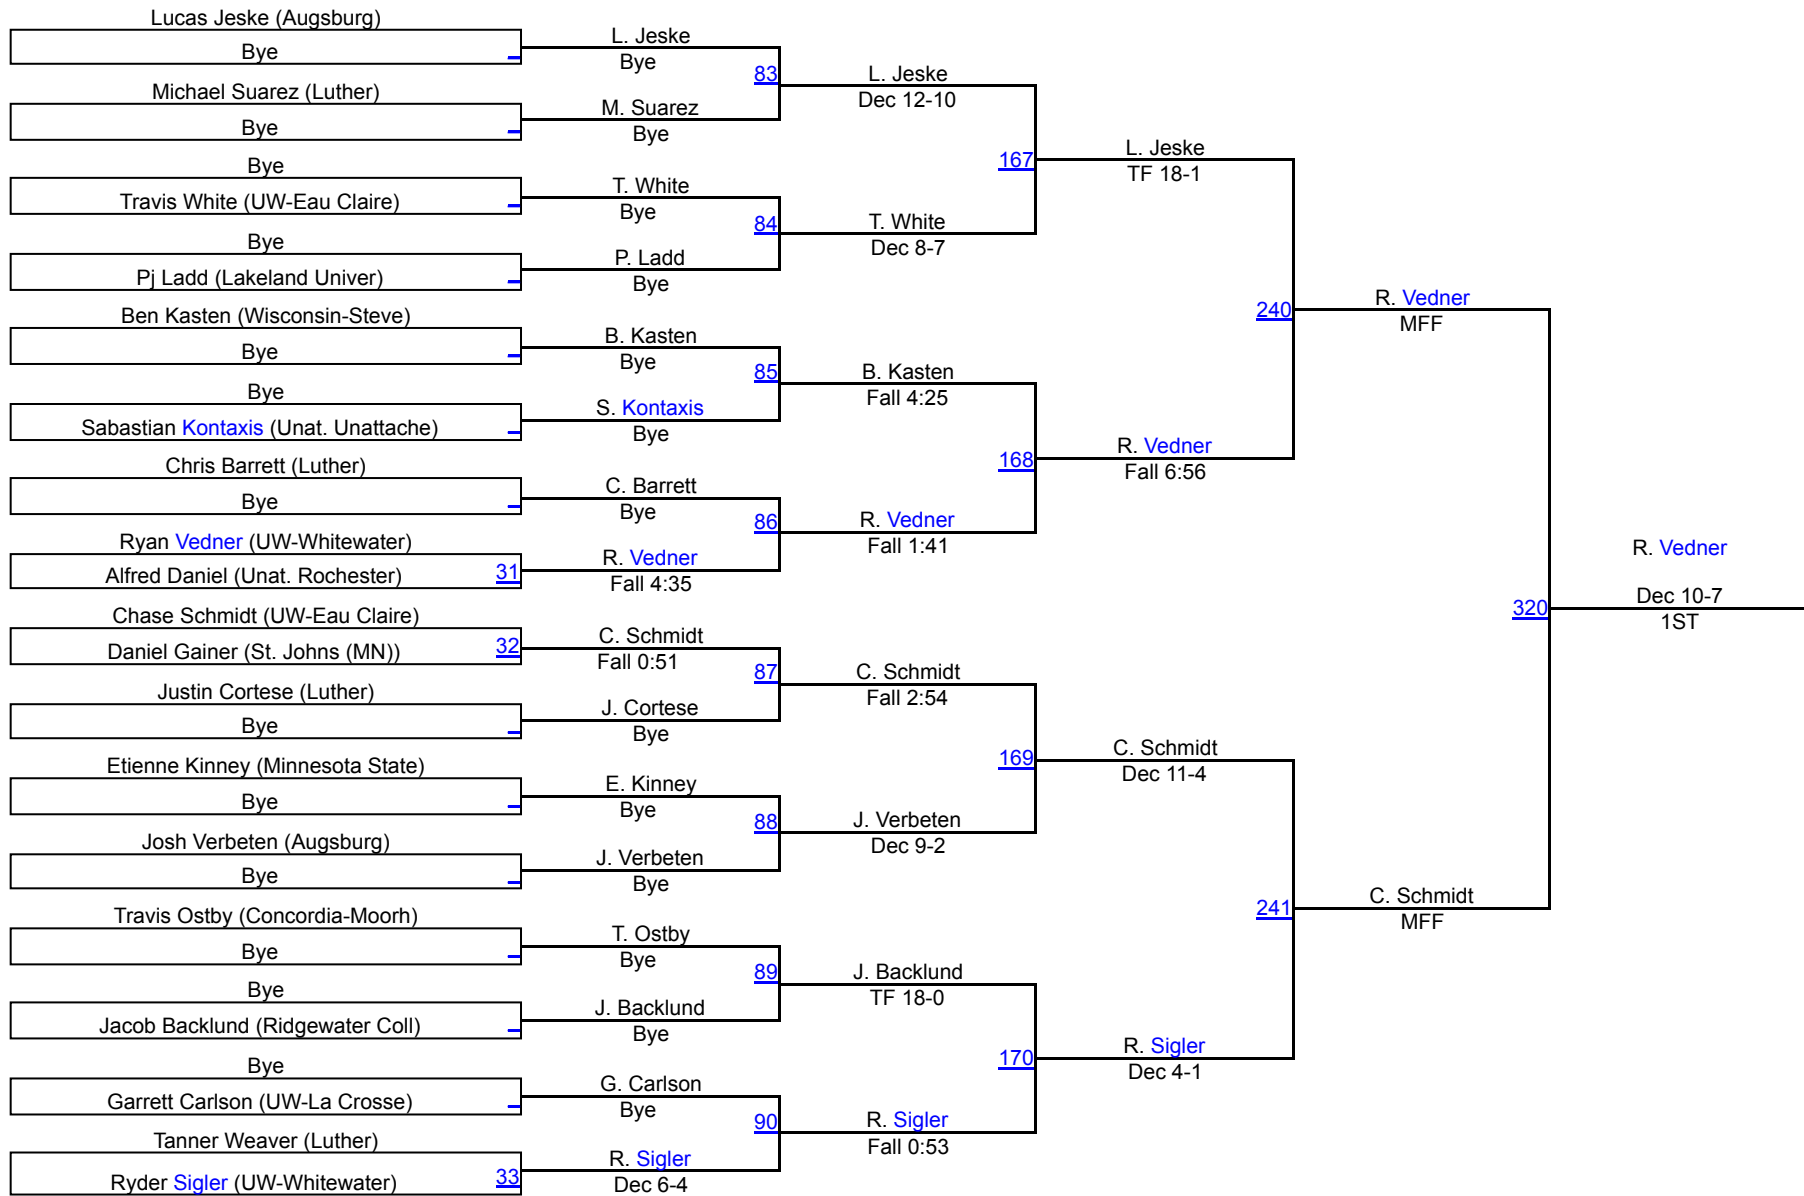 Lucas Jeske (Augsburg)
Bye
Michael Suarez (Luther)
Bye
Bye
Travis White (UW-Eau Claire)
Bye
Pj Ladd (Lakeland Univer)
Ben Kasten (Wisconsin-Steve)
Bye
Bye
Sabastian Kontaxis (Unat. Unattache)
Chris Barrett (Luther)
Bye
Ryan Vedner (UW-Whitewater)
Alfred Daniel (Unat. Rochester) 31
Chase Schmidt (UW-Eau Claire)
Daniel Gainer (St. Johns (MN)) 32
Justin Cortese (Luther)
Bye
Etienne Kinney (Minnesota State)
Bye
Josh Verbeten (Augsburg)
Bye
Travis Ostby (Concordia-Moorh)
Bye
Bye
Jacob Backlund (Ridgewater Coll)
Bye
Garrett Carlson (UW-La Crosse)
Tanner Weaver (Luther)
Ryder Sigler (UW-Whitewater) 33
L. Jeske
Bye
83
M. Suarez
Bye
T. White
Bye
84
P. Ladd
Bye
B. Kasten
Bye
85
S. Kontaxis
Bye
C. Barrett
Bye
86
R. Vedner
Fall 4:35
C. Schmidt
Fall 0:51
87
J. Cortese
Bye
E. Kinney
Bye
88
J. Verbeten
Bye
T. Ostby
Bye
89
J. Backlund
Bye
G. Carlson
Bye
90
R. Sigler
Dec 6-4
L. Jeske
Dec 12-10
167
T. White
Dec 8-7
B. Kasten
Fall 4:25
168
R. Vedner
Fall 1:41
C. Schmidt
Fall 2:54
169
J. Verbeten
Dec 9-2
J. Backlund
TF 18-0
170
R. Sigler
Fall 0:53
L. Jeske
TF 18-1
240
R. Vedner
Fall 6:56
C. Schmidt
Dec 11-4
241
R. Sigler
Dec 4-1
R. Vedner
MFF
320
C. Schmidt
MFF
R. Vedner
Dec 10-7
1ST